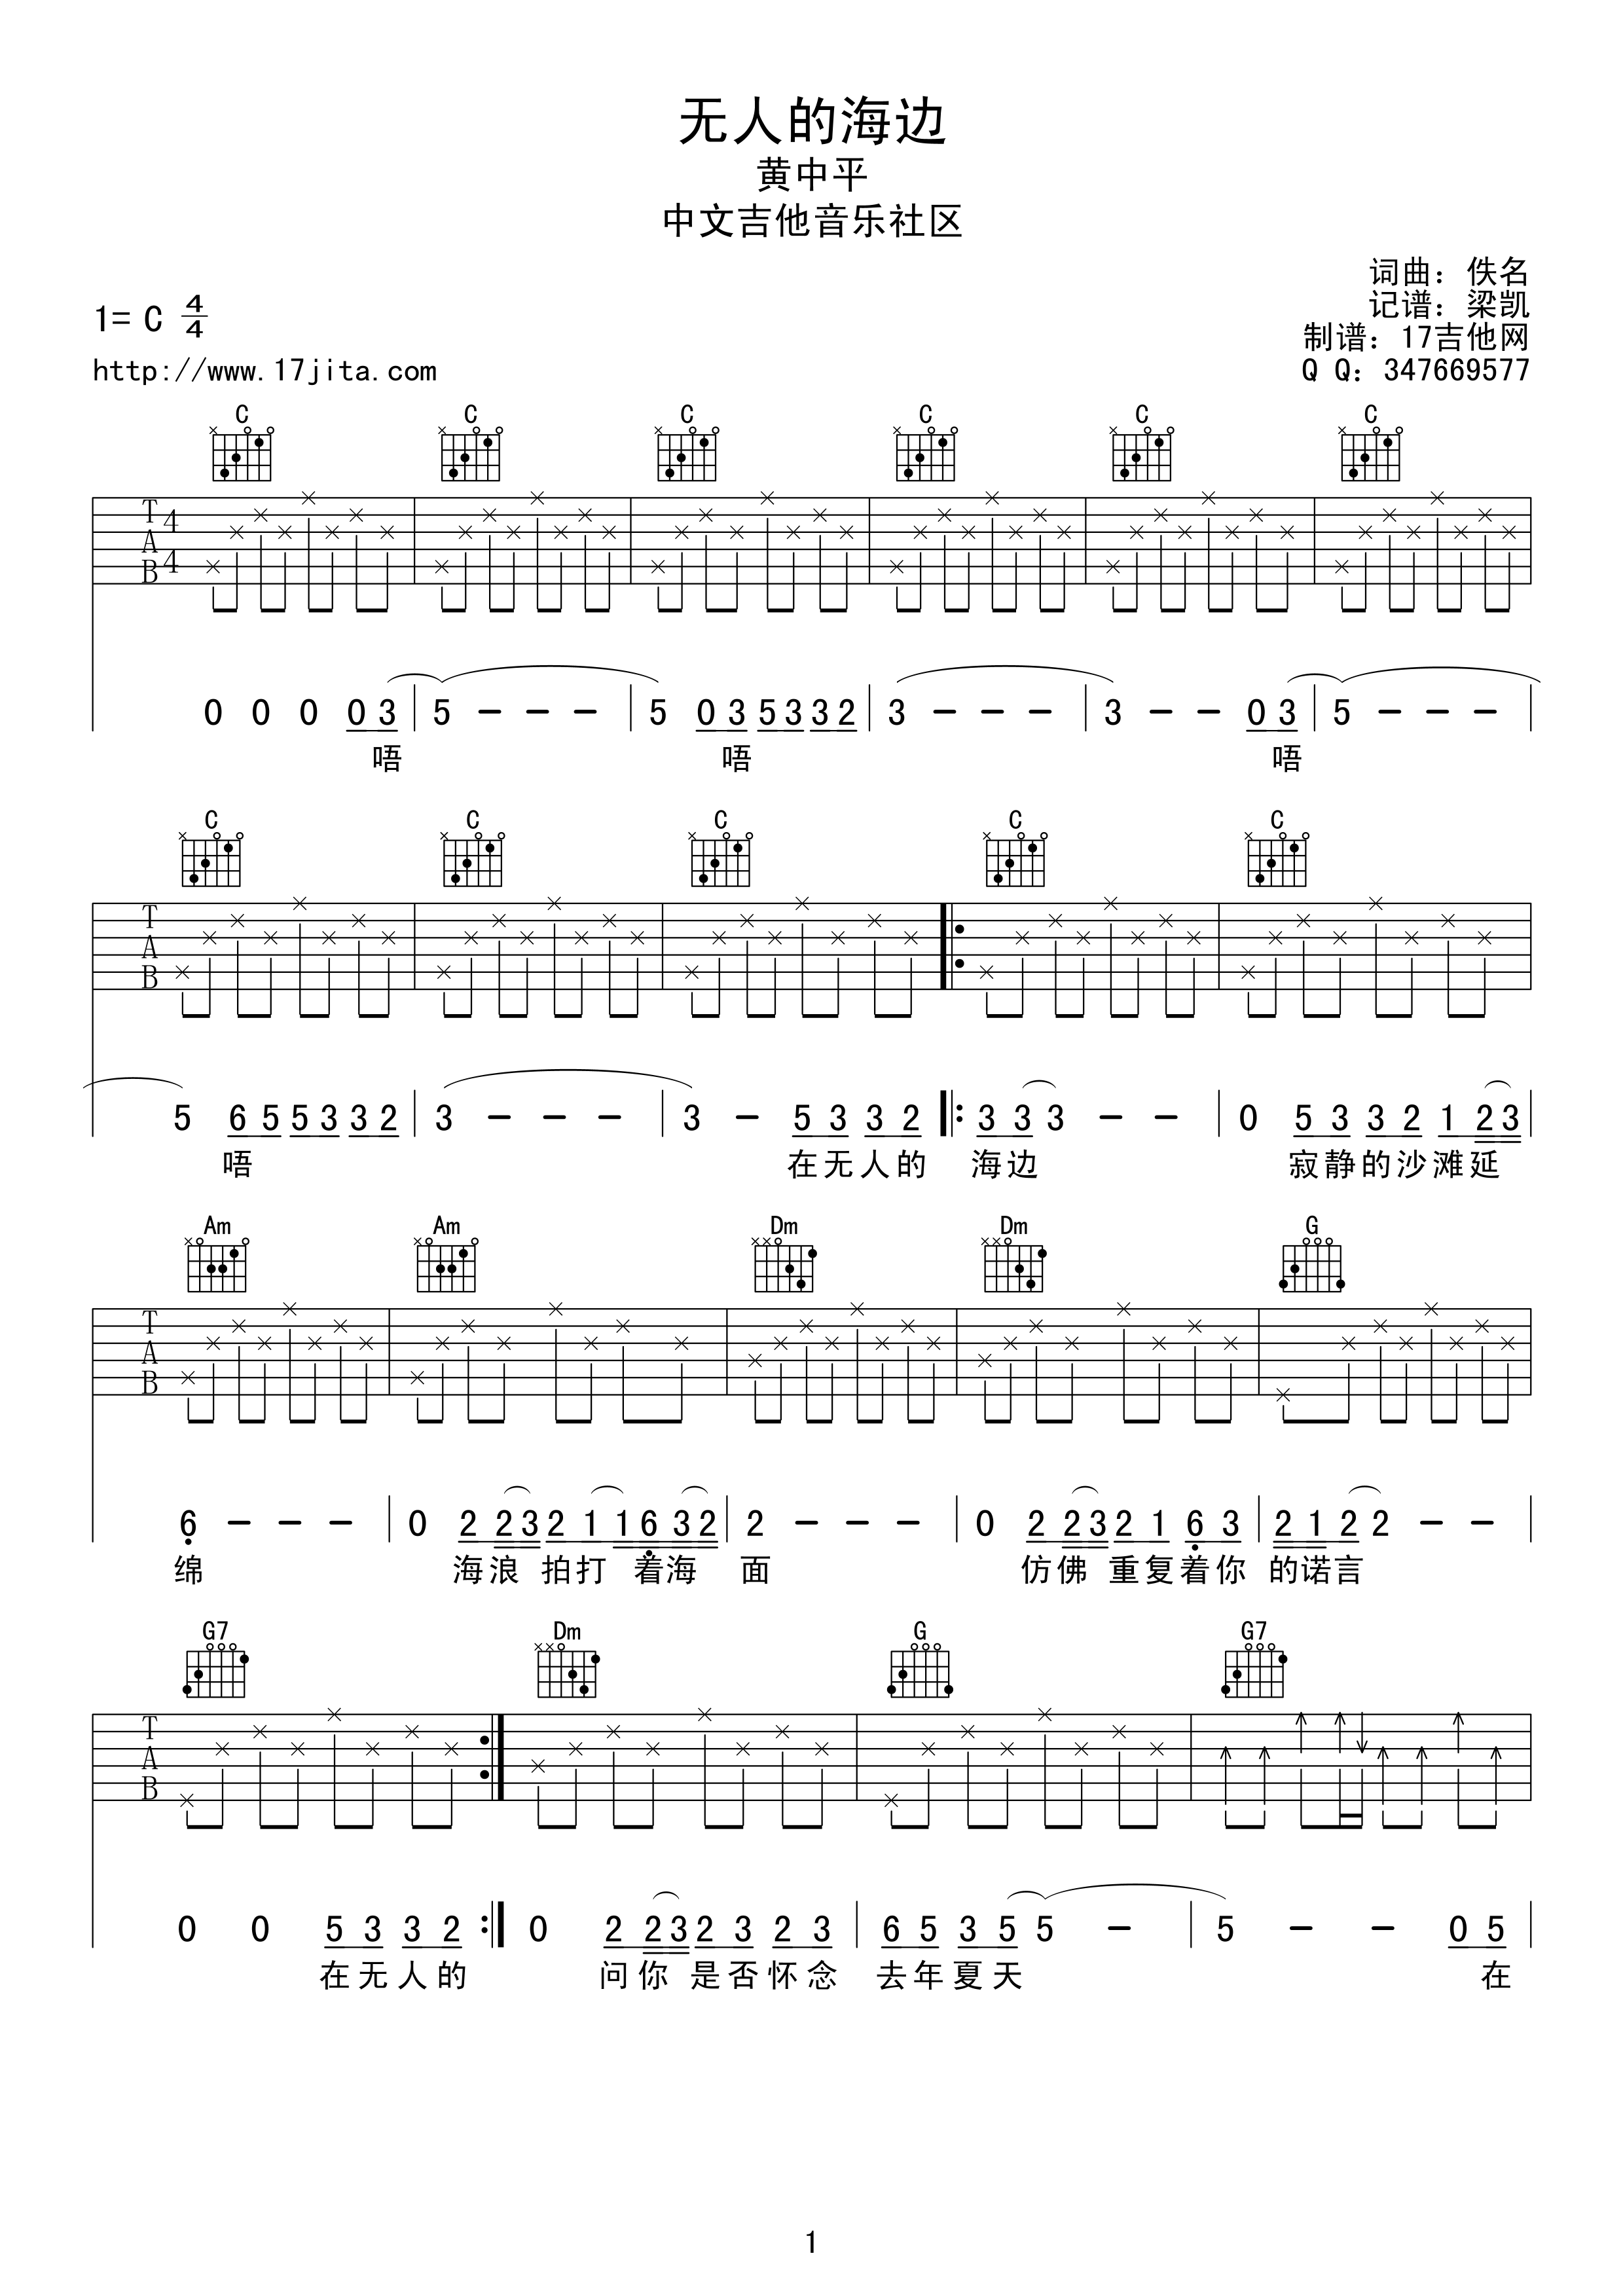 无人的海边
黄中平
中文吉他音乐社区
词曲：佚名
记谱：梁凯
制谱：17吉他网
Q Q：347669577
1= C 4/4
http://www.17jita.com
C C C C C C
T A B 4/4
0 0 0 0 3 | 5 - - - | 5 0 3 5 3 3 2 | 3 - - - | 3 - - 0 3 | 5 - - - |
唔 唔 唔
C C C C C
T A B
5 6 5 5 3 3 2 | 3 - - - | 3 - 5 3 3 2 |: 3 3 3 - - | 0 5 3 3 2 1 2 3 |
唔 在无人的 海边 寂静的沙滩延
Am Am Dm Dm G
T A B
6 - - - | 0 2 2 3 2 1 1 6 3 2 | 2 - - - | 0 2 2 3 2 1 6 3 | 2 1 2 2 - - |
绵 海浪 拍打 着海 面 仿佛 重复着你 的诺言
G7 Dm G G7
T A B
0 0 5 3 3 2 :| 0 2 2 3 2 3 2 3 | 6 5 3 5 5 - | 5 - - 0 5 |
在无人的 问你 是否怀念 去年夏天 在
1